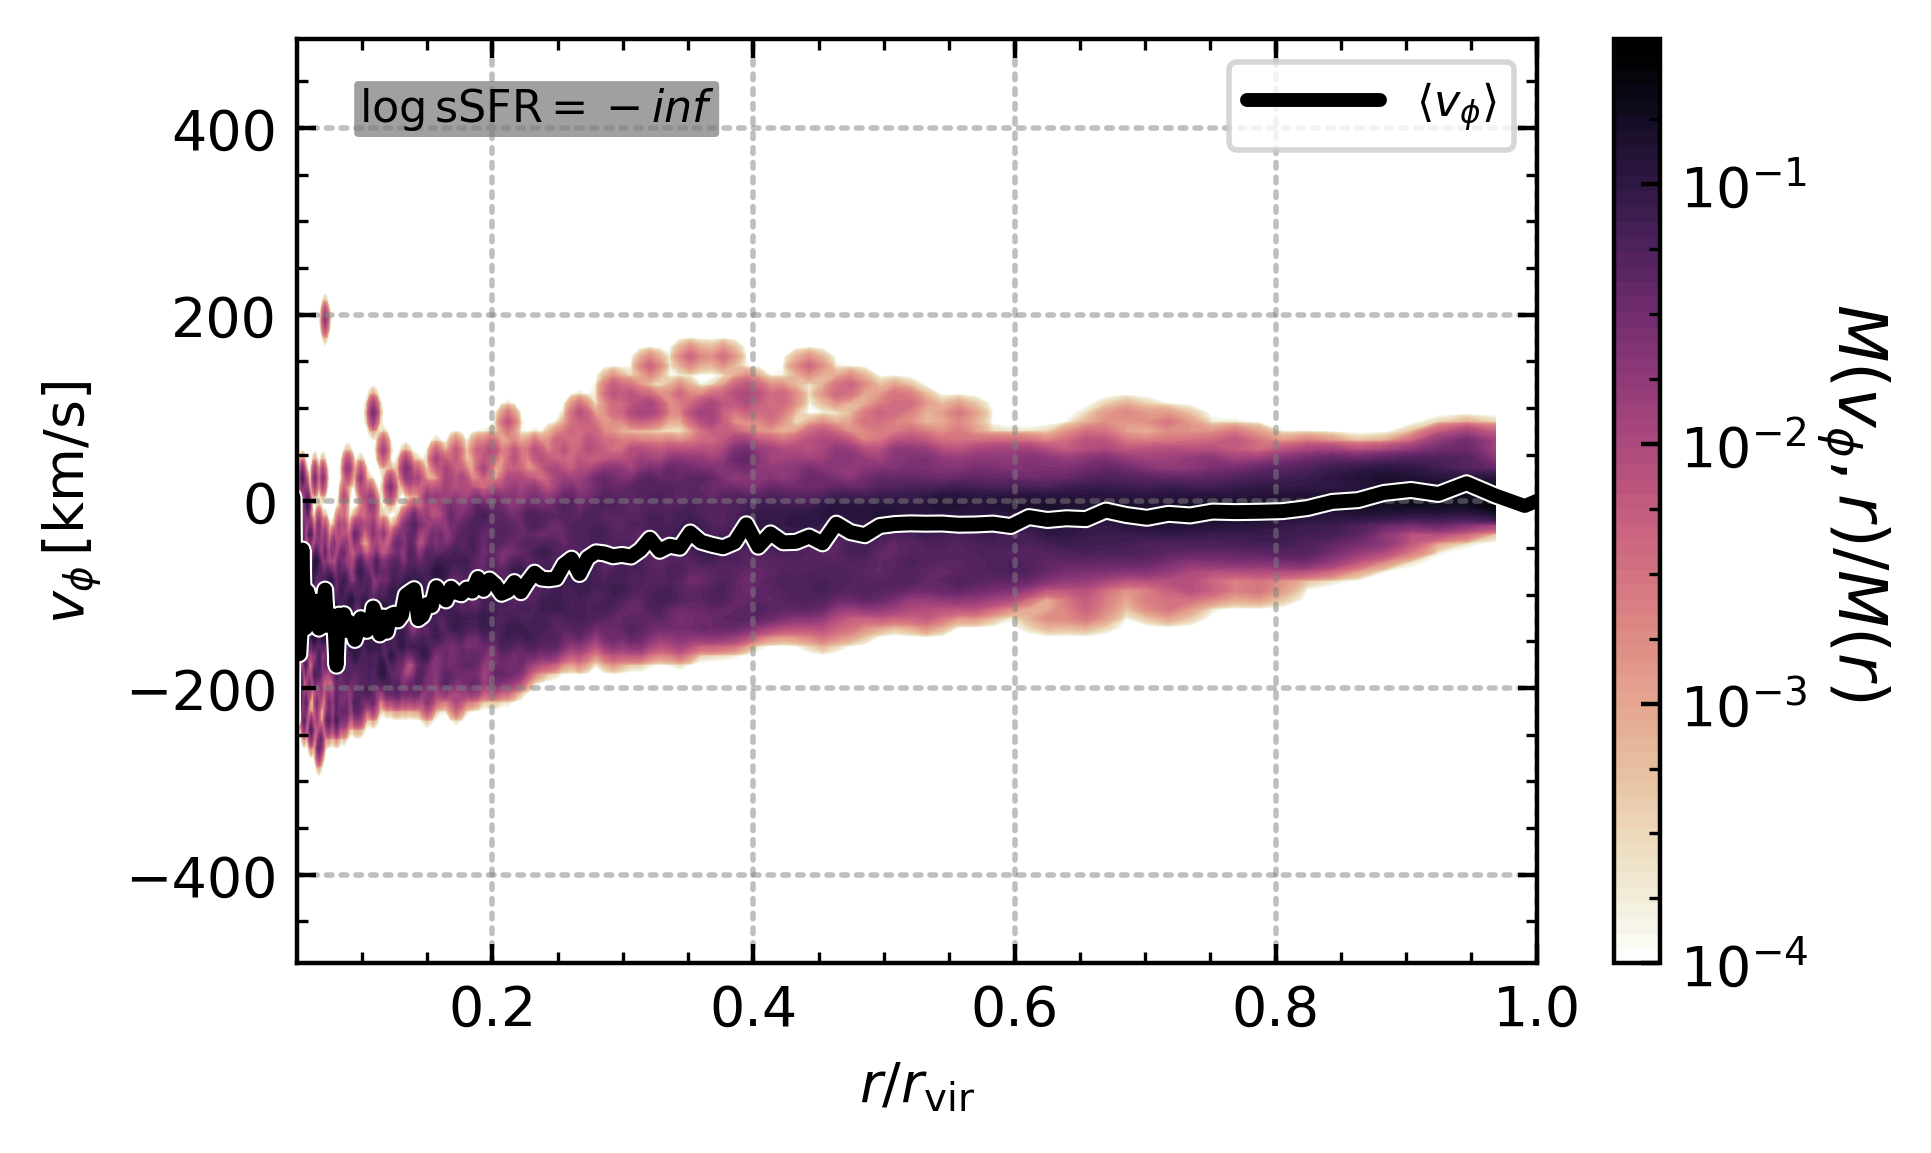 log sSFR = −inf
⟨v_ϕ⟩
400
200
0
−200
−400
v_ϕ [km/s]
0.2
0.4
0.6
0.8
1.0
r/r_vir
10⁻¹
10⁻²
10⁻³
10⁻⁴
M(v_ϕ, r)/M(r)